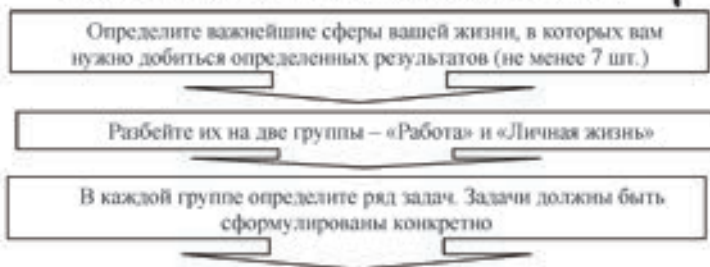 Определите важнейшие сферы вашей жизни, в которых вам
нужно добиться определенных результатов (не менее 7 шт.)
Разбейте их на две группы – «Работа» и «Личная жизнь»
В каждой группе определите ряд задач. Задачи должны быть
сформулированы конкретно